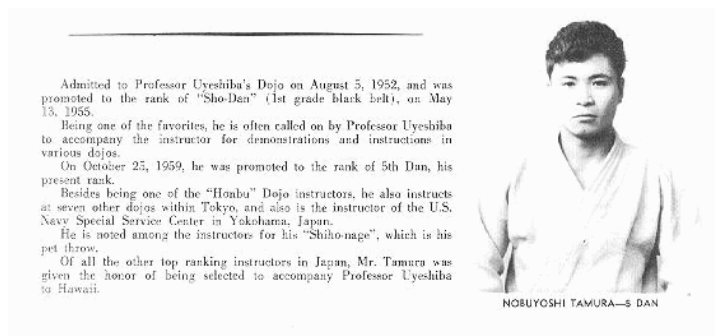 Admitted to Professor Uyeshiba's Dojo on August 5, 1952, and was
promoted to the rank of "Sho-Dan" (1st grade black belt), on May
13, 1955.
Being one of the favorites, he is often called on by Professor Uyeshiba
to accompany the instructor for demonstrations and instructions in
various dojos.
On October 25, 1959, he was promoted to the rank of 5th Dan, his
present rank.
Besides being one of the "Honbu" Dojo instructors, he also instructs
at seven other dojos within Tokyo, and also is the instructor of the U.S.
Navy Special Service Center in Yokohama, Japan.
He is noted among the instructors for his "Shiho-nage", which is his
pet throw.
Of all the other top ranking instructors in Japan, Mr. Tamura was
given the honor of being selected to accompany Professor Uyeshiba
to Hawaii.
NOBUYOSHI TAMURA—5 DAN